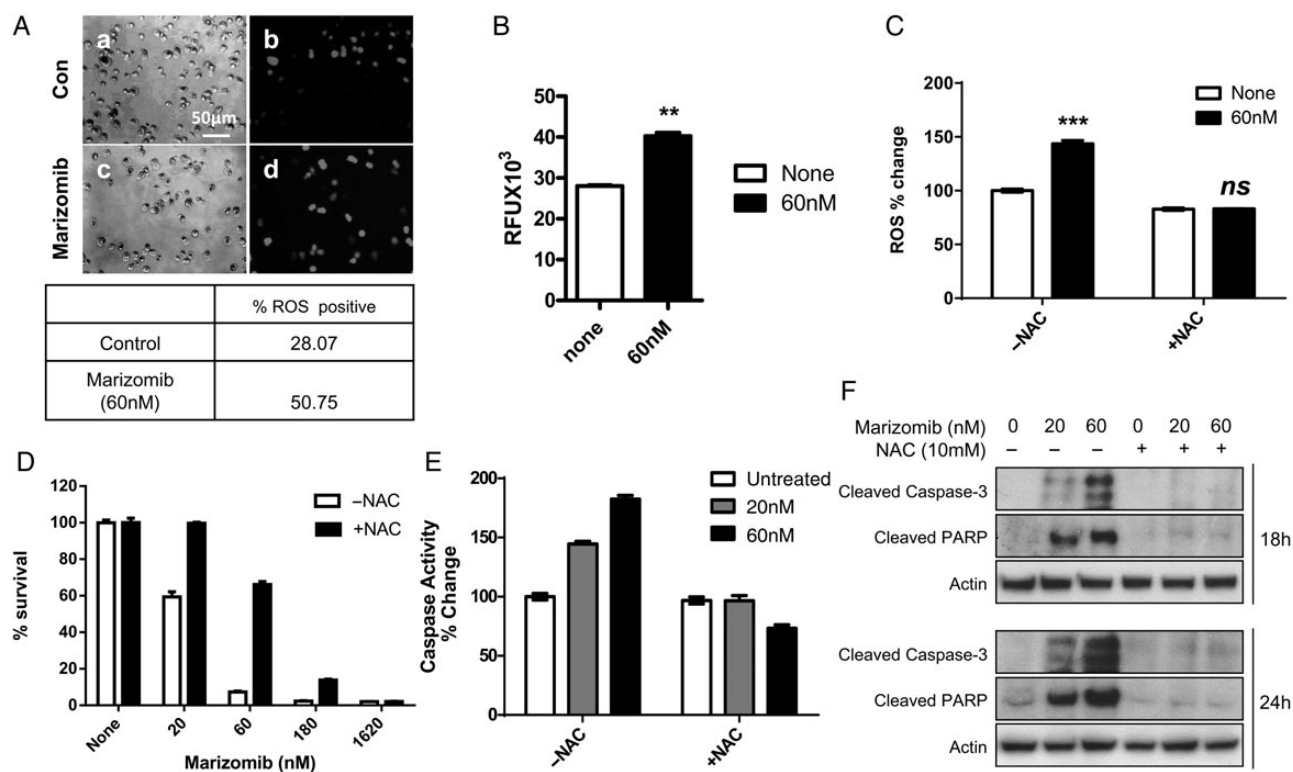 A
Con
Marizomib
a
b
50μm
c
d
% ROS positive
Control 28.07
Marizomib
(60nM) 50.75
B
RFUX10³
50
40
30
20
10
0
**
none
60nM
None
60nM
C
ROS % change
200
150
100
50
0
***
ns
–NAC
+NAC
None
60nM
D
% survival
120
100
80
60
40
20
0
None
20
60
180
1620
Marizomib (nM)
–NAC
+NAC
E
Caspase Activity
% Change
200
150
100
50
0
–NAC
+NAC
Untreated
20nM
60nM
F
Marizomib (nM) 0 20 60 0 20 60
NAC (10mM) – – – + + +
Cleaved Caspase-3
Cleaved PARP
Actin
18h
Cleaved Caspase-3
Cleaved PARP
Actin
24h